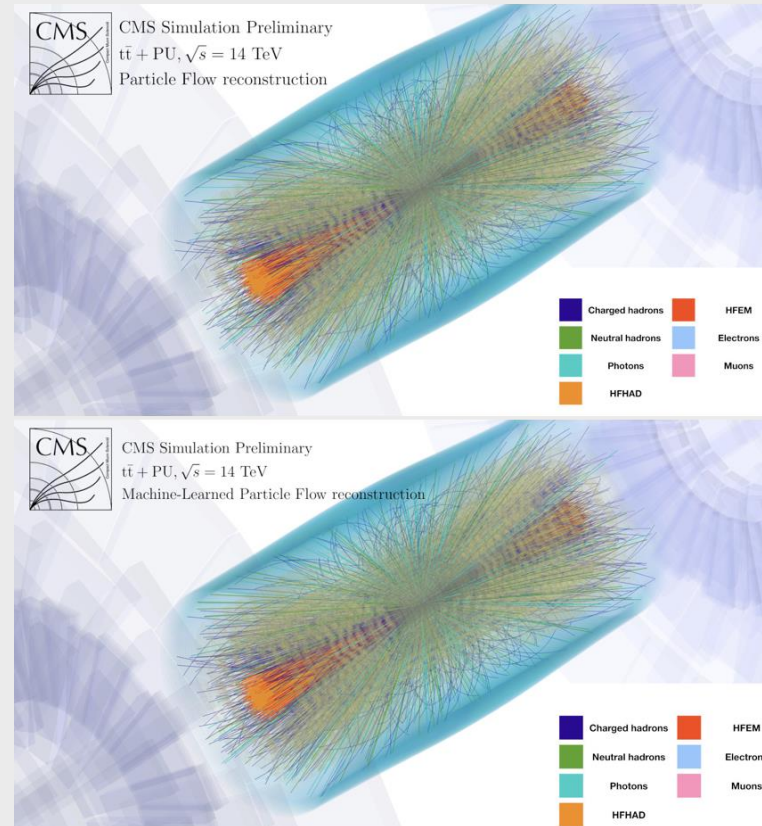 CMS
CMS Simulation Preliminary
tt̄ + PU, √s = 14 TeV
Particle Flow reconstruction
Charged hadrons HFEM
Neutral hadrons Electrons
Photons Muons
HFHAD
CMS
CMS Simulation Preliminary
tt̄ + PU, √s = 14 TeV
Machine-Learned Particle Flow reconstruction
Charged hadrons HFEM
Neutral hadrons Electron
Photons Muons
HFHAD